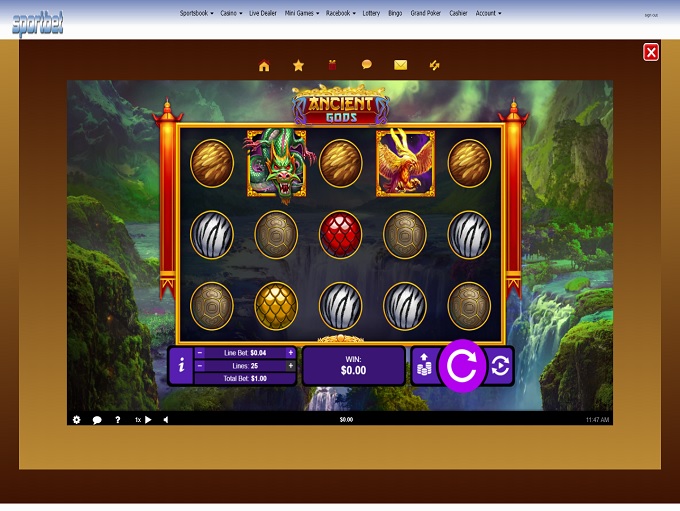 sportbet
Sportsbook Casino Live Dealer Mini Games Racebook Lottery Bingo Grand Poker Cashier Account
sign out
ANCIENT
GODS
i
Line Bet: $0.04
Lines: 25
Total Bet: $1.00
WIN:
$0.00
? 1x $0.00 11:47 AM